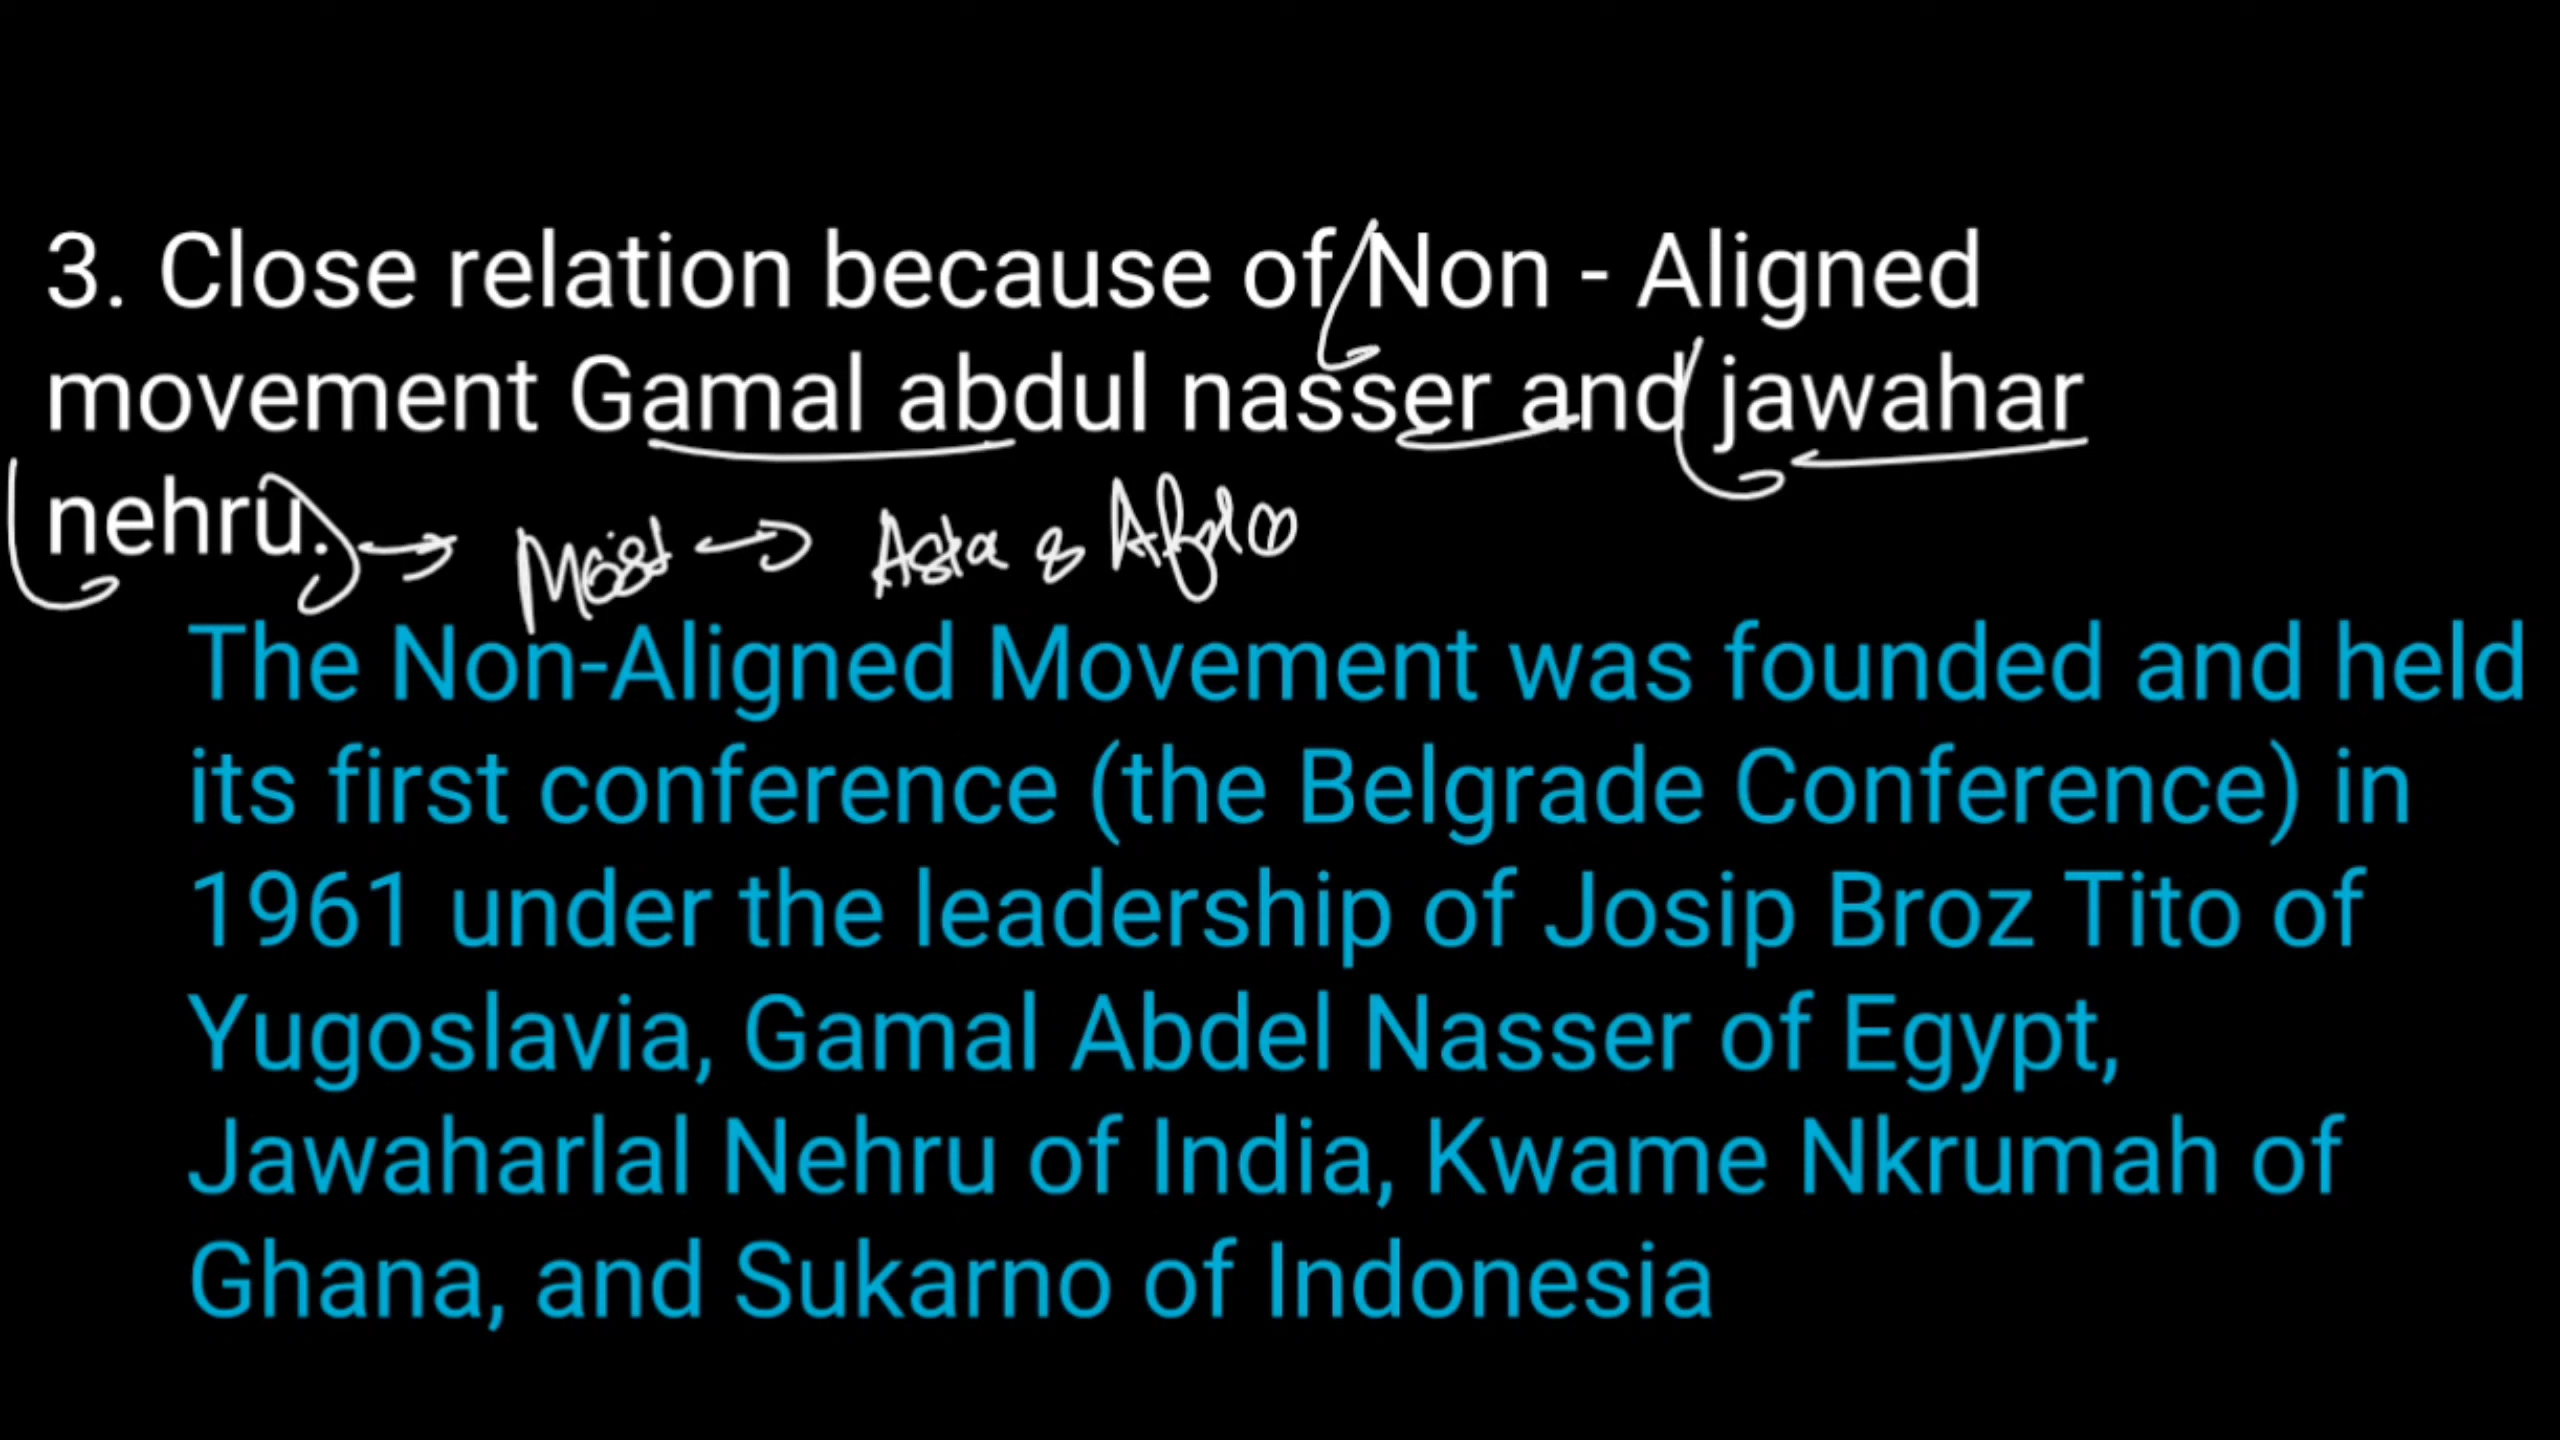 3. Close relation because of Non - Aligned
movement Gamal abdul nasser and jawahar
nehru. Most Asia & 
The Non-Aligned Movement was founded and held
its first conference (the Belgrade Conference) in
1961 under the leadership of Josip Broz Tito of
Yugoslavia, Gamal Abdel Nasser of Egypt,
Jawaharlal Nehru of India, Kwame Nkrumah of
Ghana, and Sukarno of Indonesia